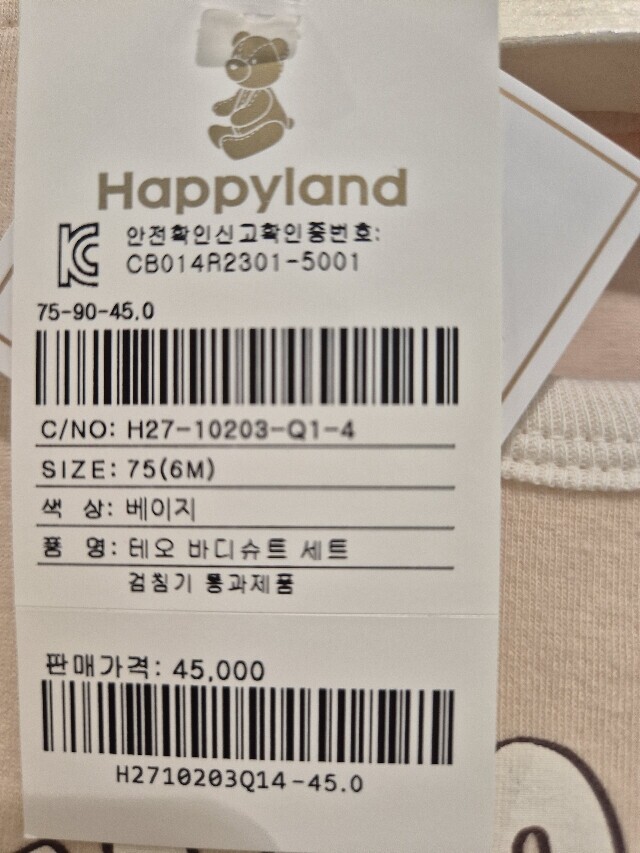 Happyland
안전확인신고확인증번호:
CB014R2301-5001
75-90-45.0
C/NO: H27-10203-Q1-4
SIZE: 75(6M)
색 상: 베이지
품 명: 테오 바디슈트 세트
검침기 통과제품
판매가격: 45,000
H2710203Q14-45.0